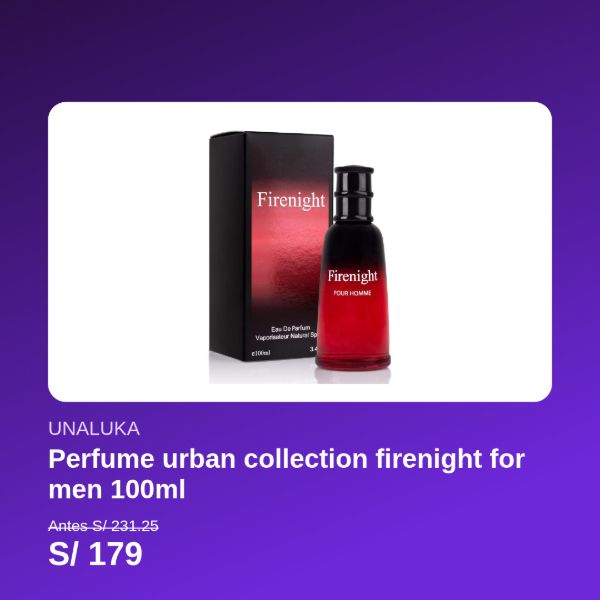 Firenight
Eau De Parfum
Vaporisateur Natural
e100ml
Firenight
POUR HOMME
UNALUKA
Perfume urban collection firenight for
men 100ml
Antes S/ 231.25
S/ 179